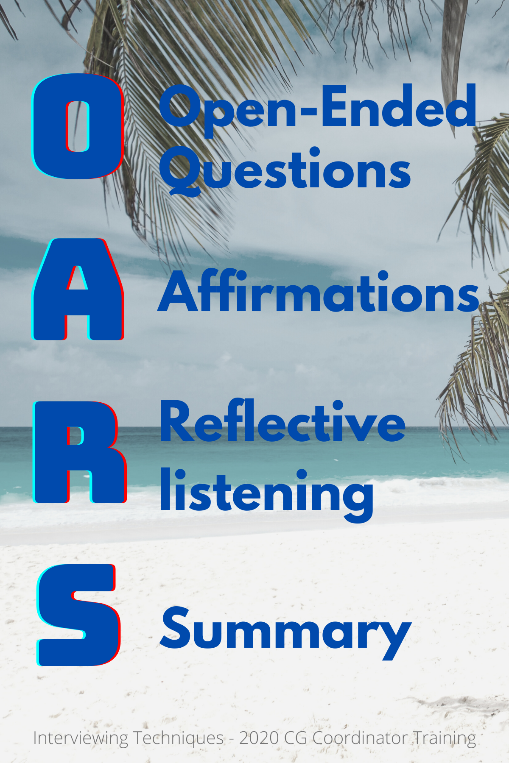 O
Open-Ended
Questions
A
Affirmations
R
Reflective
listening
S
Summary
Interviewing Techniques - 2020 CG Coordinator Training